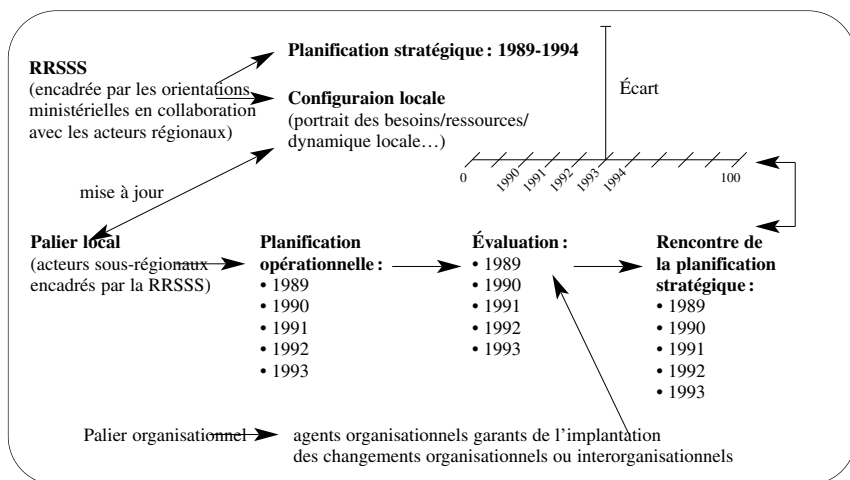 Planification stratégique : 1989-1994
RRSSS
(encadrée par les orientations
ministérielles en collaboration
avec les acteurs régionaux)
Configuraion locale
(portrait des besoins/ressources/
dynamique locale…)
Écart
0
1990
1991
1992
1993
1994
100
mise à jour
Palier local
(acteurs sous-régionaux
encadrés par la RRSSS)
Planification
opérationnelle :
• 1989
• 1990
• 1991
• 1992
• 1993
Évaluation :
• 1989
• 1990
• 1991
• 1992
• 1993
Rencontre de
la planification
stratégique :
• 1989
• 1990
• 1991
• 1992
• 1993
Palier organisationnel
agents organisationnels garants de l’implantation
des changements organisationnels ou interorganisationnels